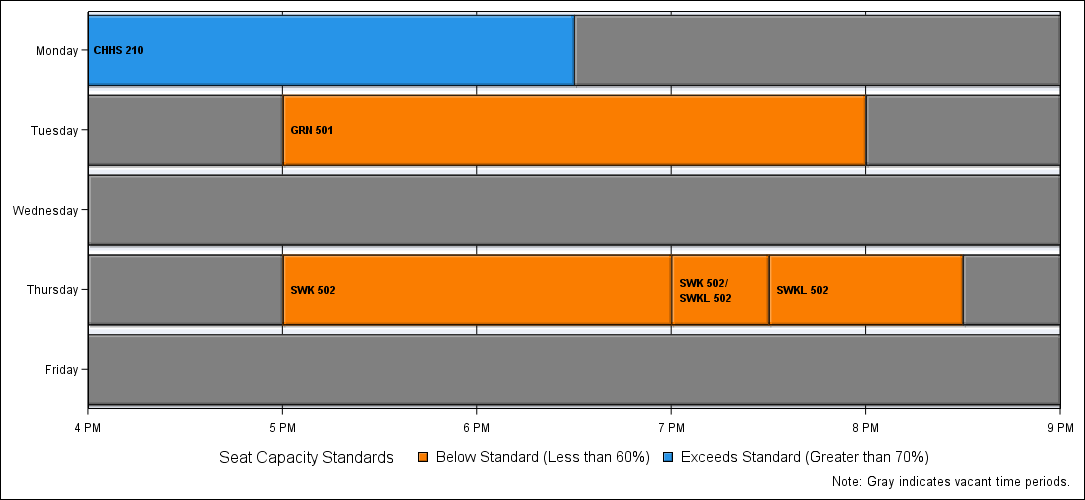 Monday
CHHS 210
Tuesday
GRN 501
Wednesday
Thursday
SWK 502
SWK 502/
SWKL 502
SWKL 502
Friday
4 PM 5 PM 6 PM 7 PM 8 PM 9 PM
Seat Capacity Standards Below Standard (Less than 60%) Exceeds Standard (Greater than 70%)
Note: Gray indicates vacant time periods.